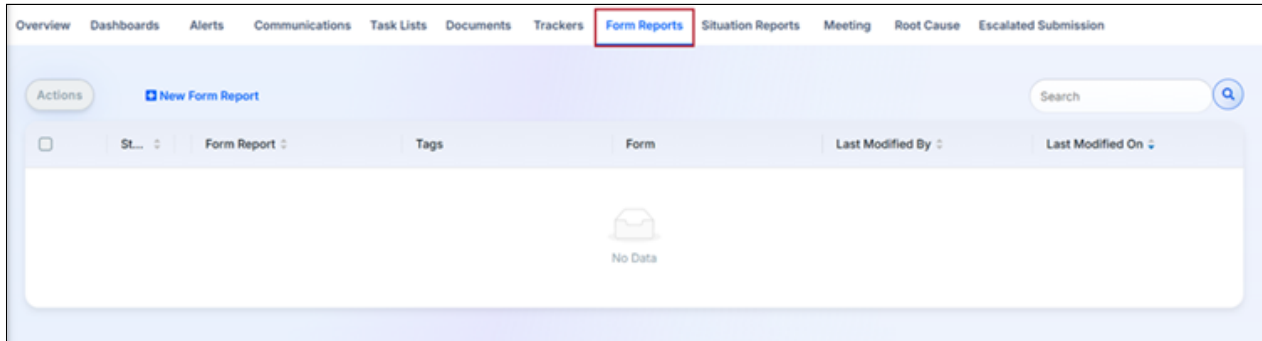 Overview Dashboards Alerts Communications Task Lists Documents Trackers Form Reports Situation Reports Meeting Root Cause Escalated Submission
Actions New Form Report Search
St... Form Report Tags Form Last Modified By Last Modified On
No Data